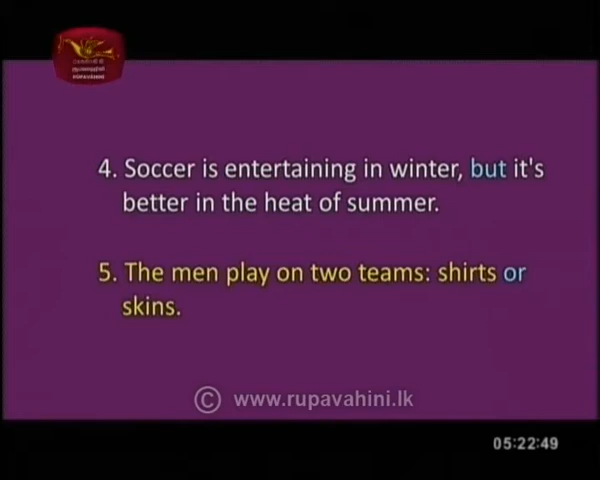 4. Soccer is entertaining in winter, but it's
better in the heat of summer.
5. The men play on two teams: shirts or
skins.
© www.rupavahini.lk
05:22:49